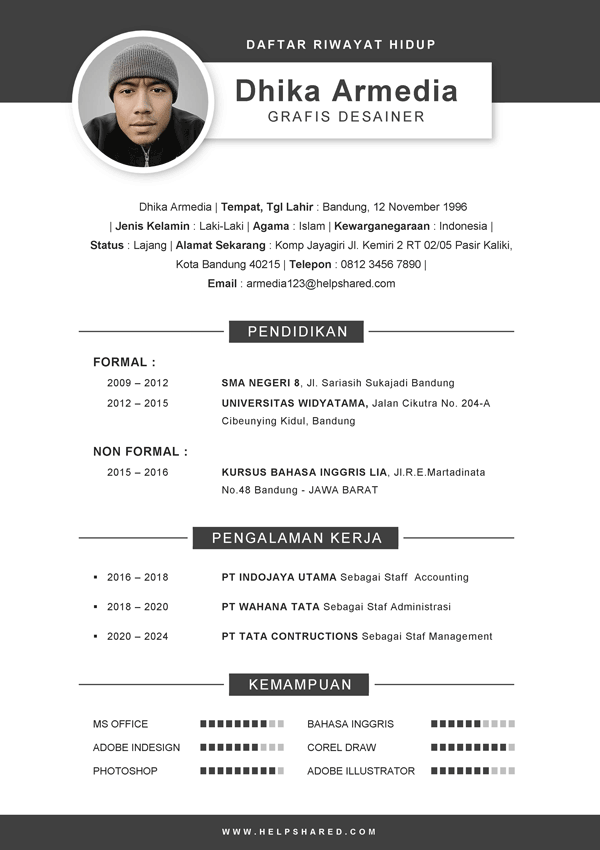 DAFTAR RIWAYAT HIDUP
Dhika Armedia
GRAFIS DESAINER
Dhika Armedia | Tempat, Tgl Lahir : Bandung, 12 November 1996
| Jenis Kelamin : Laki-Laki | Agama : Islam | Kewarganegaraan : Indonesia |
Status : Lajang | Alamat Sekarang : Komp Jayagiri Jl. Kemiri 2 RT 02/05 Pasir Kaliki,
Kota Bandung 40215 | Telepon : 0812 3456 7890 |
Email : armedia123@helpshared.com
PENDIDIKAN
FORMAL :
2009 – 2012 SMA NEGERI 8, Jl. Sariasih Sukajadi Bandung
2012 – 2015 UNIVERSITAS WIDYATAMA, Jalan Cikutra No. 204-A
Cibeunying Kidul, Bandung
NON FORMAL :
2015 – 2016 KURSUS BAHASA INGGRIS LIA, Jl.R.E.Martadinata
No.48 Bandung - JAWA BARAT
PENGALAMAN KERJA
▪ 2016 – 2018 PT INDOJAYA UTAMA Sebagai Staff Accounting
▪ 2018 – 2020 PT WAHANA TATA Sebagai Staf Administrasi
▪ 2020 – 2024 PT TATA CONTRUCTIONS Sebagai Staf Management
KEMAMPUAN
MS OFFICE BAHASA INGGRIS
ADOBE INDESIGN COREL DRAW
PHOTOSHOP ADOBE ILLUSTRATOR
WWW.HELPSHARED.COM